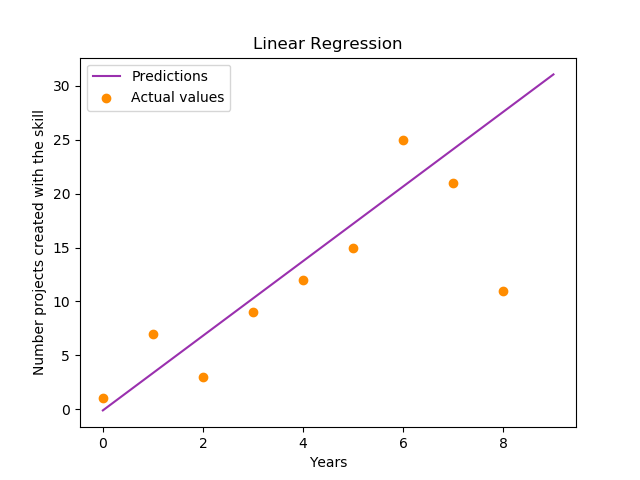 Linear Regression
Predictions
Actual values
30
25
20
15
10
5
0
Number projects created with the skill
0 2 4 6 8
Years